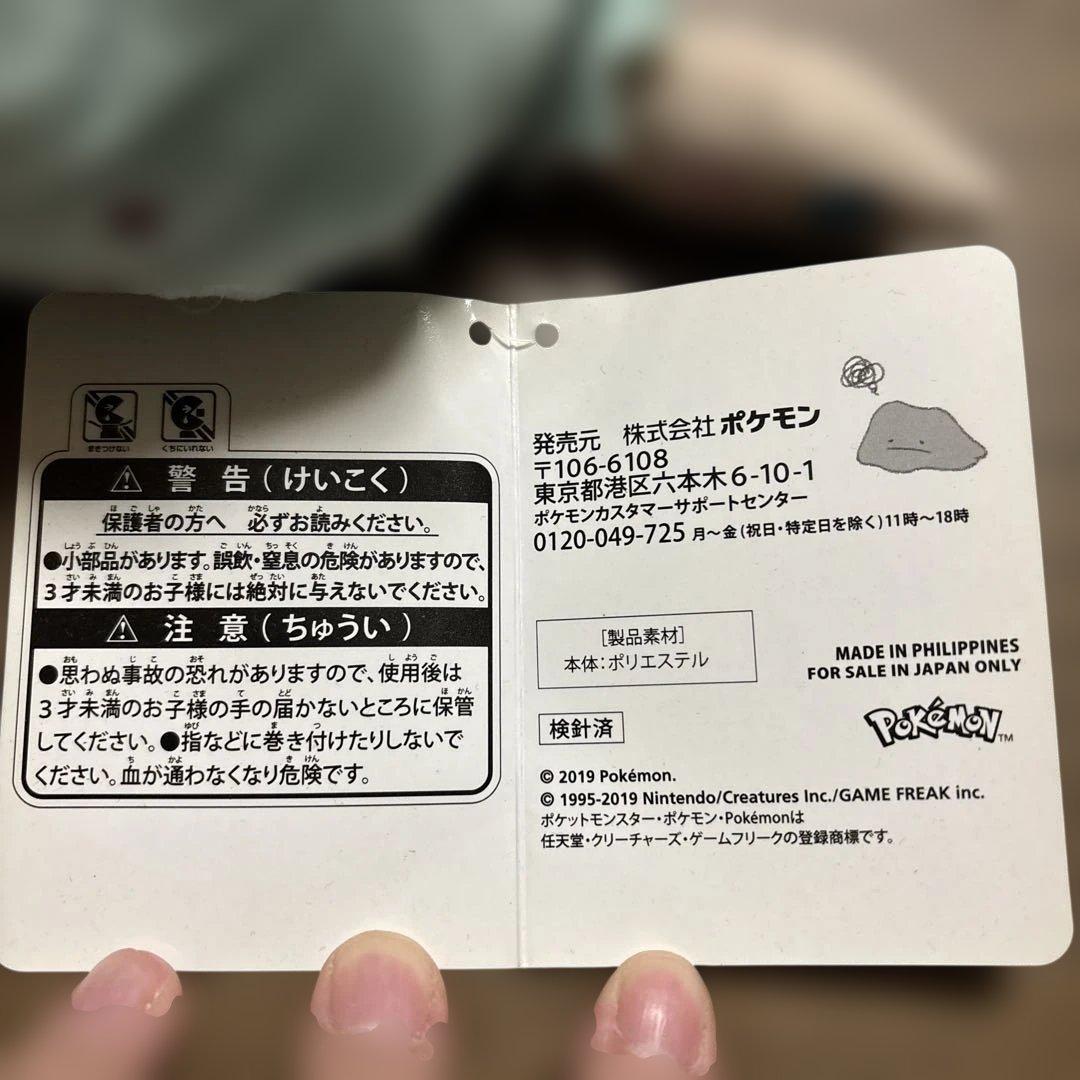 まきつけない
くちにいれない
警告(けいこく)
保護者の方へ 必ずお読みください。
●小部品があります。誤飲・窒息の危険がありますので、
3才未満のお子様には絶対に与えないでください。
注意(ちゅうい)
●思わぬ事故の恐れがありますので、使用後は
3才未満のお子様の手の届かないところに保管
してください。●指などに巻き付けたりしないで
ください。血が通わなくなり危険です。
発売元 株式会社ポケモン
〒106-6108
東京都港区六本木6-10-1
ポケモンカスタマーサポートセンター
0120-049-725 月～金(祝日・特定日を除く)11時～18時
[製品素材]
本体:ポリエステル
MADE IN PHILIPPINES
FOR SALE IN JAPAN ONLY
検針済
POKéMON™
© 2019 Pokémon.
© 1995-2019 Nintendo/Creatures Inc./GAME FREAK inc.
ポケットモンスター・ポケモン・Pokémonは
任天堂・クリーチャーズ・ゲームフリークの登録商標です。